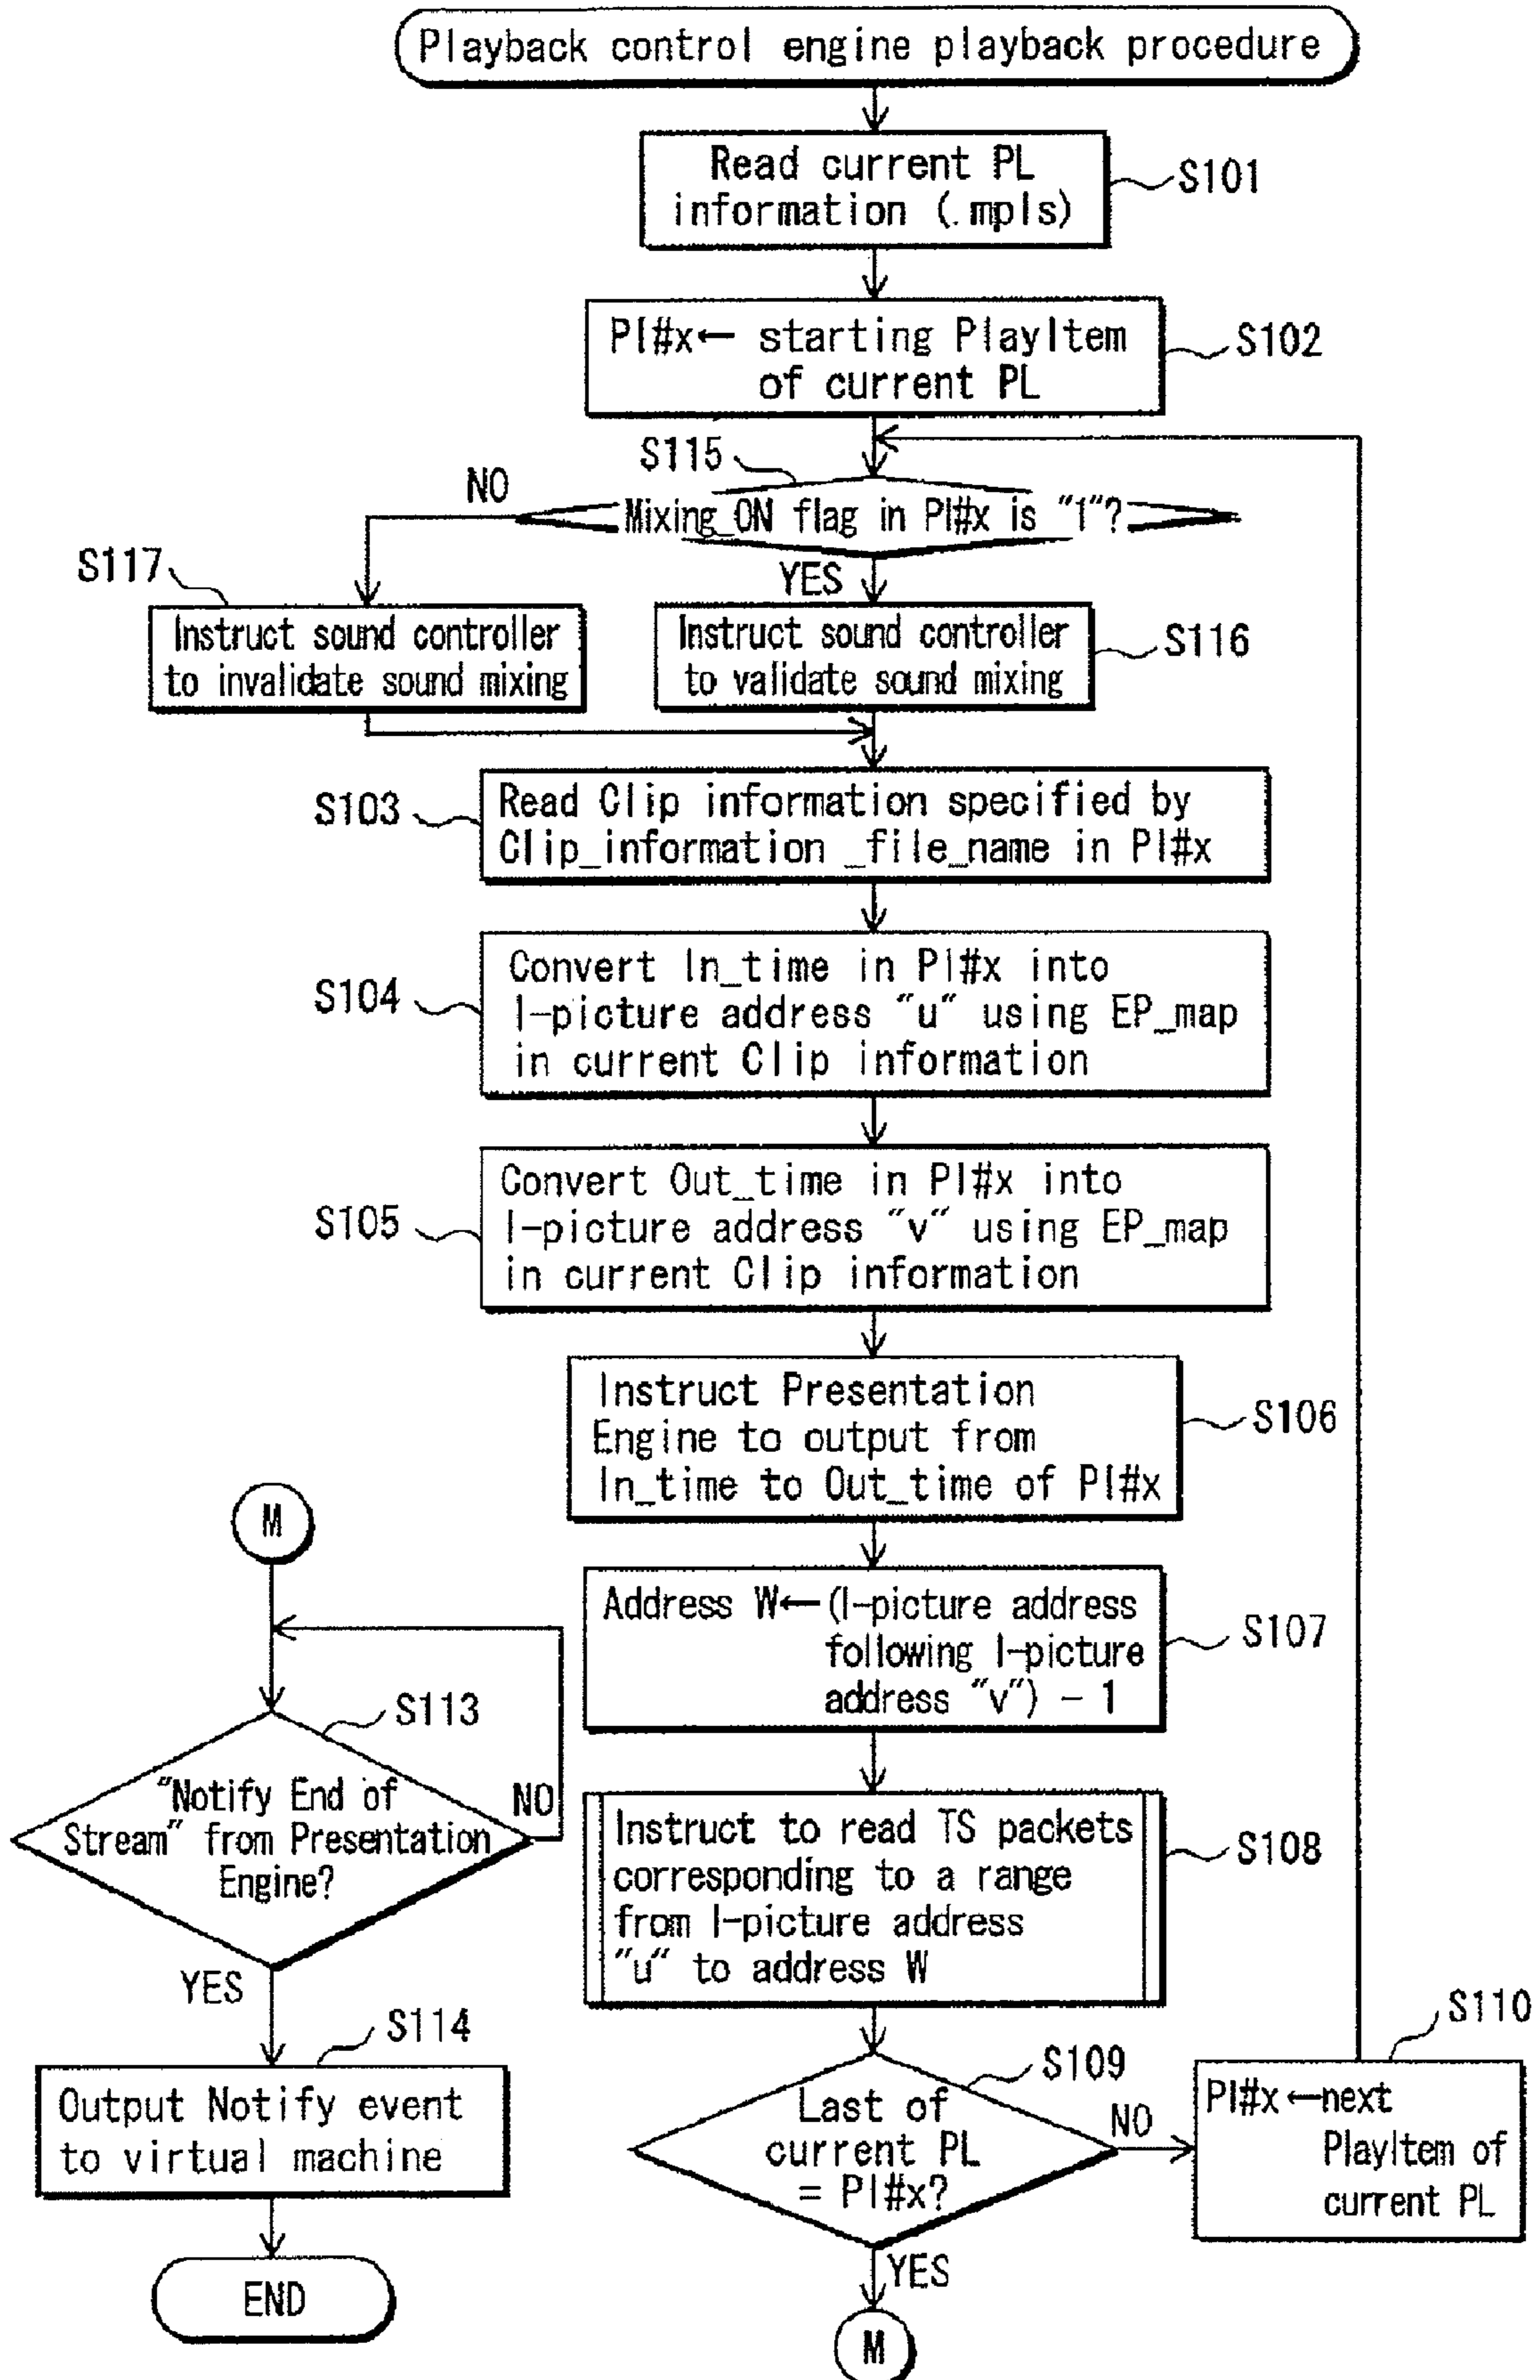 Playback control engine playback procedure
Read current PL
information (.mpls)
S101
PI#x← starting PlayItem
of current PL
S102
S115
NO
Mixing_ON flag in PI#x is "1"?
YES
S117
Instruct sound controller
to invalidate sound mixing
Instruct sound controller
to validate sound mixing
S116
S103
Read Clip information specified by
Clip_information _file_name in PI#x
S104
Convert In_time in PI#x into
I-picture address "u" using EP_map
in current Clip information
S105
Convert Out_time in PI#x into
I-picture address "v" using EP_map
in current Clip information
Instruct Presentation
Engine to output from
In_time to Out_time of PI#x
S106
Address W←(I-picture address
following I-picture
address "v") - 1
S107
Instruct to read TS packets
corresponding to a range
from I-picture address
"u" to address W
S108
Last of
current PL
= PI#x?
S109
NO
YES
S110
PI#x←next
PlayItem of
current PL
M
M
S113
"Notify End of
Stream" from Presentation
Engine?
NO
YES
S114
Output Notify event
to virtual machine
END